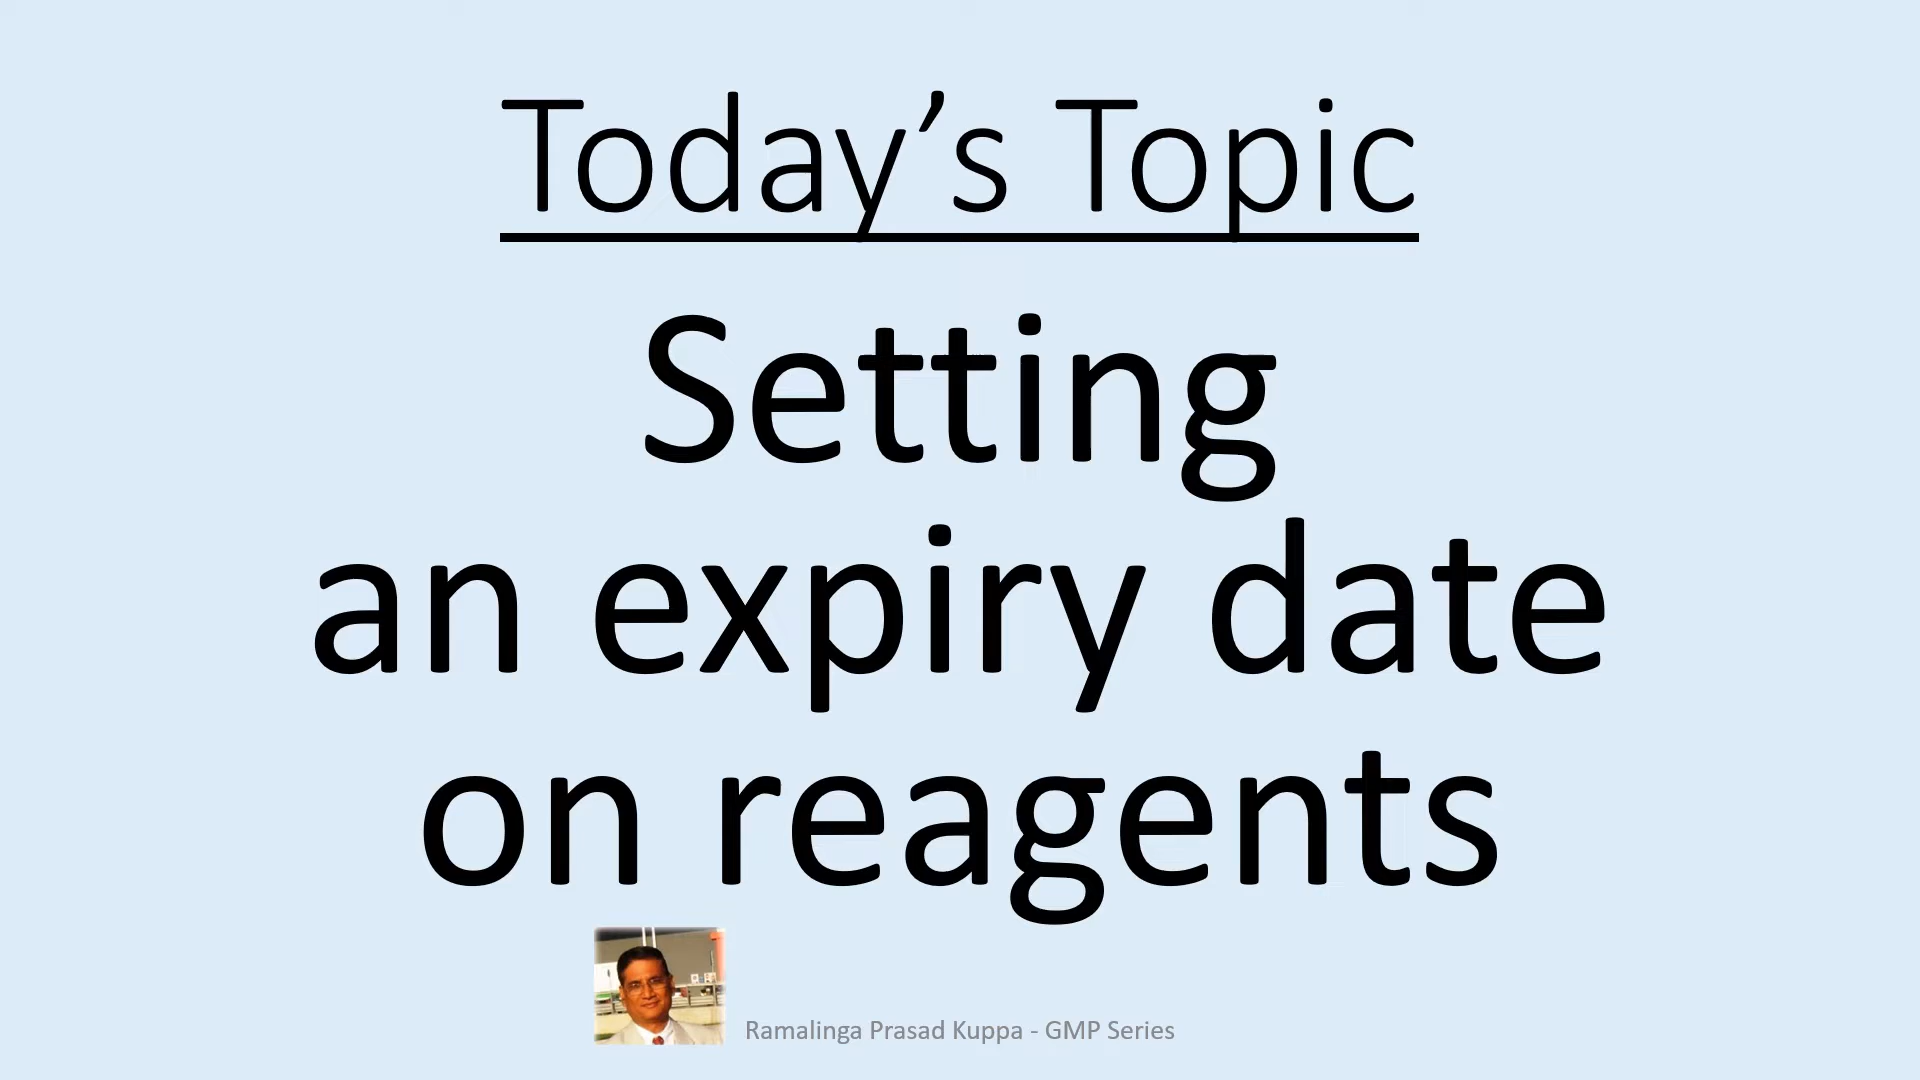 Today’s Topic
Setting
an expiry date
on reagents
Ramalinga Prasad Kuppa - GMP Series